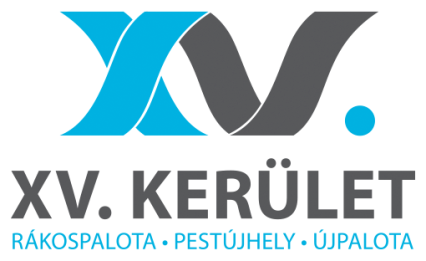 XV.
XV. KERÜLET
RÁKOSPALOTA • PESTÚJHELY • ÚJPALOTA